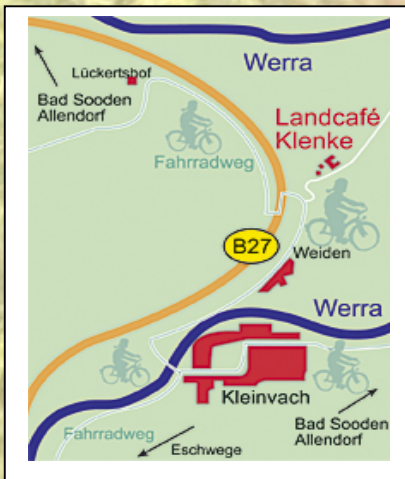 Werra
Lückertshof
Bad Sooden
Allendorf
Landcafé
Klenke
Fahrradweg
B27
Weiden
Werra
Kleinvach
Bad Sooden
Allendorf
Fahrradweg
Eschwege